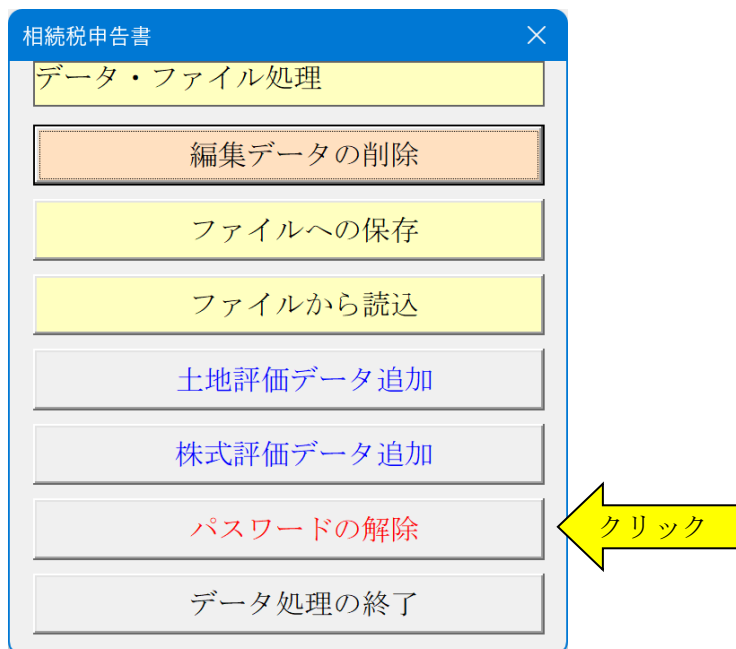 相続税申告書
データ・ファイル処理
編集データの削除
ファイルへの保存
ファイルから読込
土地評価データ追加
株式評価データ追加
パスワードの解除
クリック
データ処理の終了